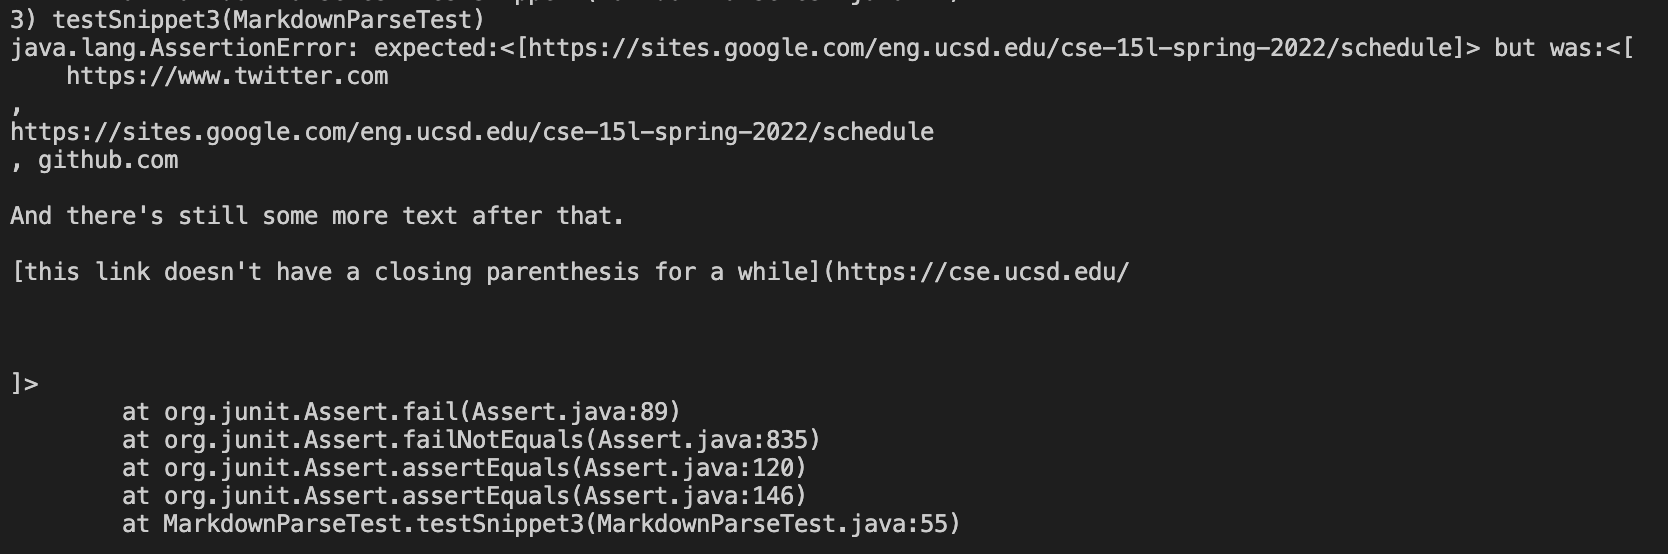 3) testSnippet3(MarkdownParseTest)
java.lang.AssertionError: expected:<[https://sites.google.com/eng.ucsd.edu/cse-15l-spring-2022/schedule]> but was:<[
    https://www.twitter.com
,
https://sites.google.com/eng.ucsd.edu/cse-15l-spring-2022/schedule
, github.com

And there's still some more text after that.

[this link doesn't have a closing parenthesis for a while](https://cse.ucsd.edu/



]>
        at org.junit.Assert.fail(Assert.java:89)
        at org.junit.Assert.failNotEquals(Assert.java:835)
        at org.junit.Assert.assertEquals(Assert.java:120)
        at org.junit.Assert.assertEquals(Assert.java:146)
        at MarkdownParseTest.testSnippet3(MarkdownParseTest.java:55)